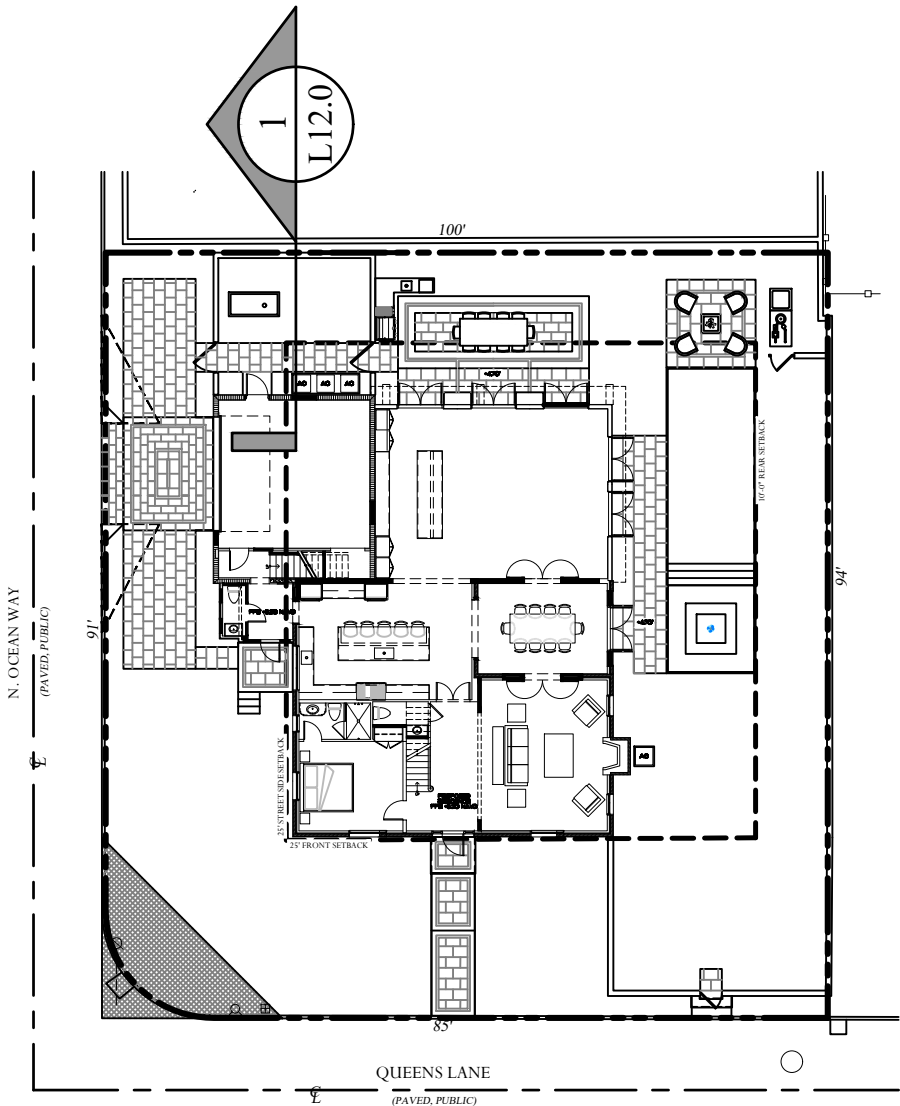 1
L12.0
100'
AC AC AC
10'-0" REAR SETBACK
94'
91'
N. OCEAN WAY
(PAVED, PUBLIC)
25' STREET SIDE SETBACK
AC
25' FRONT SETBACK
85'
QUEENS LANE
(PAVED, PUBLIC)